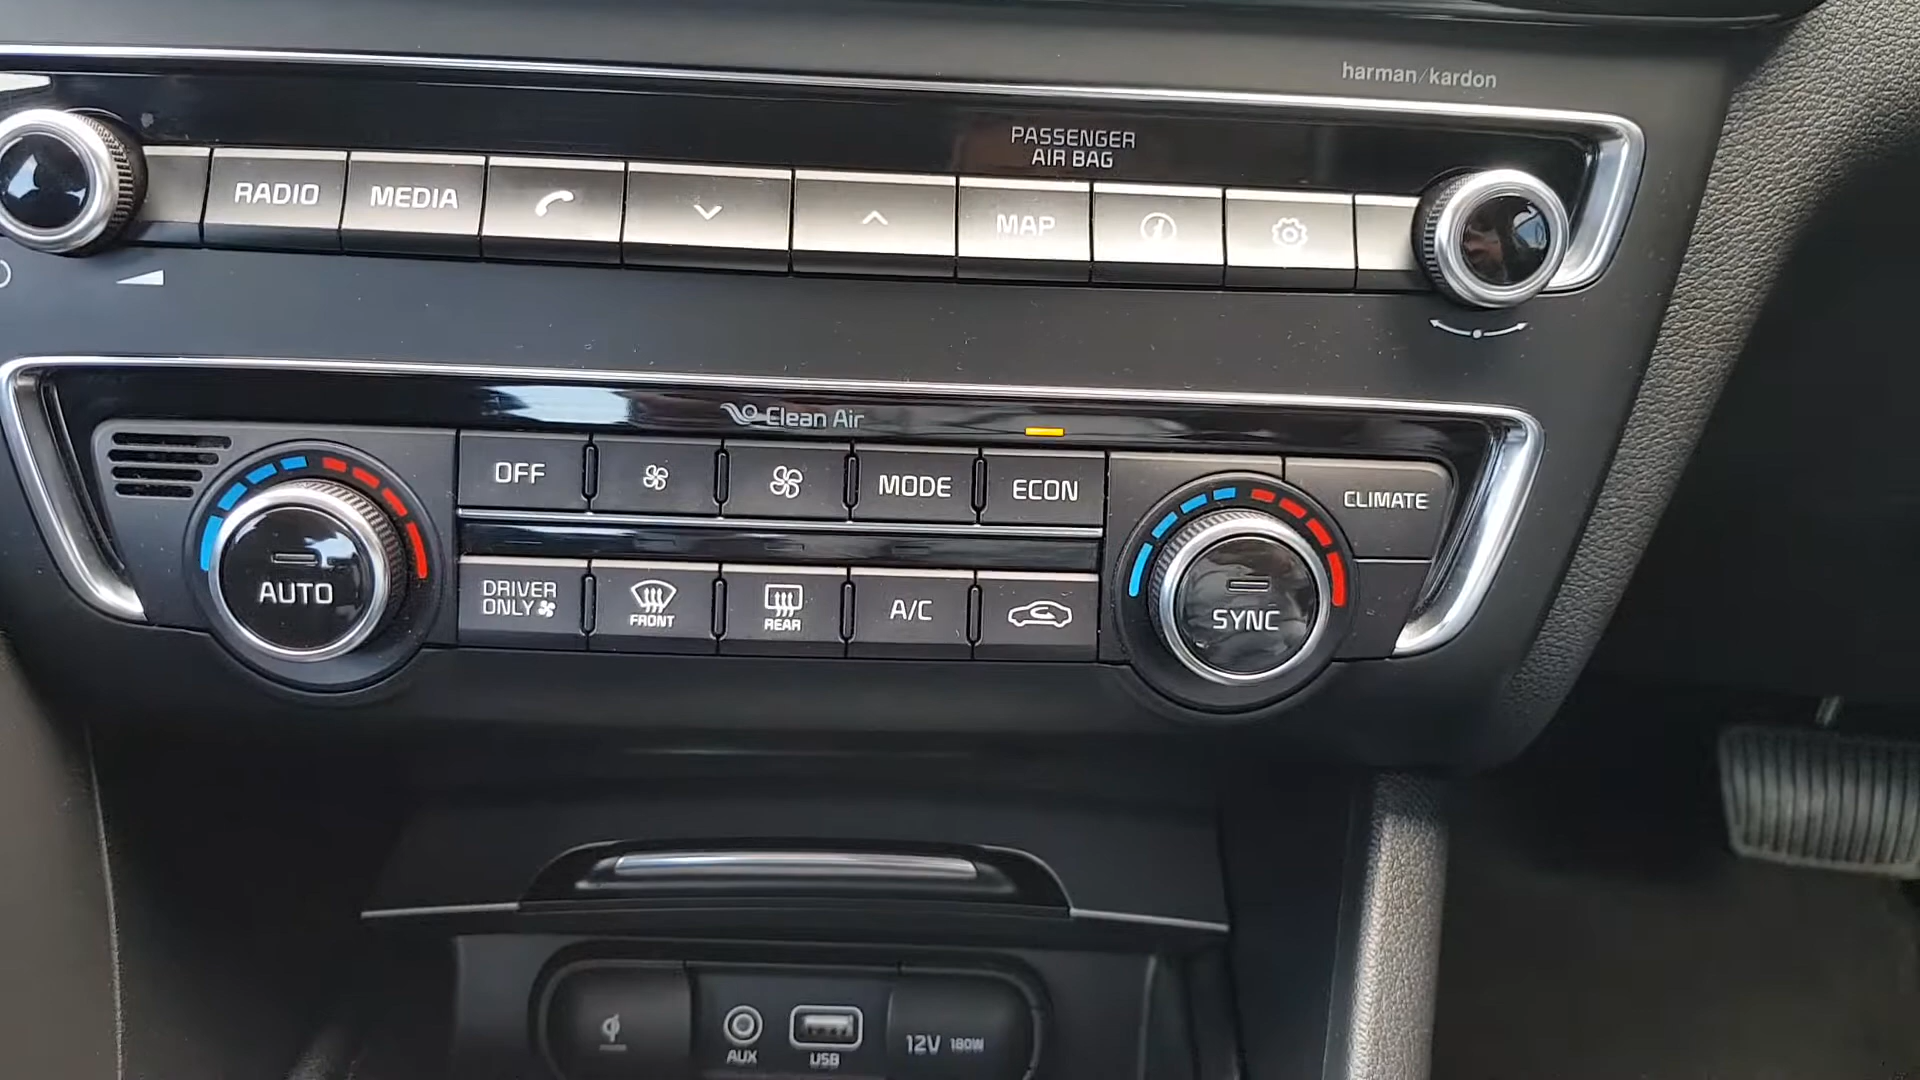 harman/kardon
PASSENGER
AIR BAG
RADIO
MEDIA
MAP
Clean Air
OFF
MODE
ECON
CLIMATE
AUTO
DRIVER
ONLY
FRONT
REAR
A/C
SYNC
AUX
USB
12V 180W